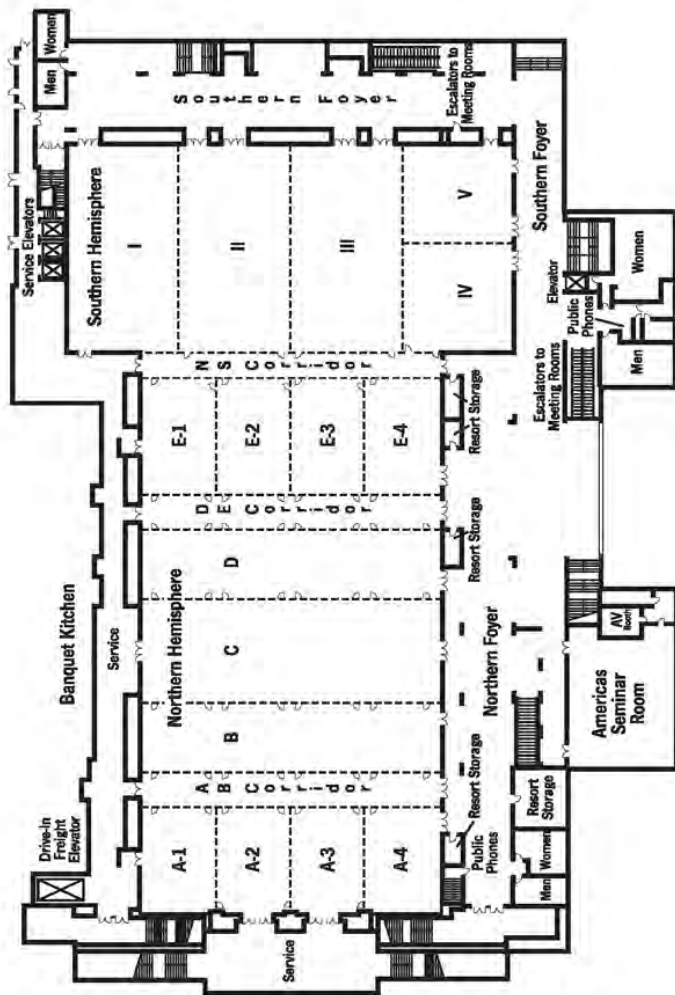 Drive-In
Freight
Elevator
Banquet Kitchen
Service Elevators
Men
Women
Service
Southern Hemisphere
Northern Hemisphere
A-1
A-2
A-3
A-4
AB Corridor
B
C
D
DE Corridor
E-1
E-2
E-3
E-4
NS Corridor
I
II
III
IV
V
Southern Foyer
Escalators to
Meeting Rooms
Service
Public
Phones
Resort Storage
Resort Storage
Resort Storage
Northern Foyer
Southern Foyer
Men
Women
Resort
Storage
Americas
Seminar
Room
AV
Booth
Escalators to
Meeting Rooms
Elevator
Public
Phones
Men
Women